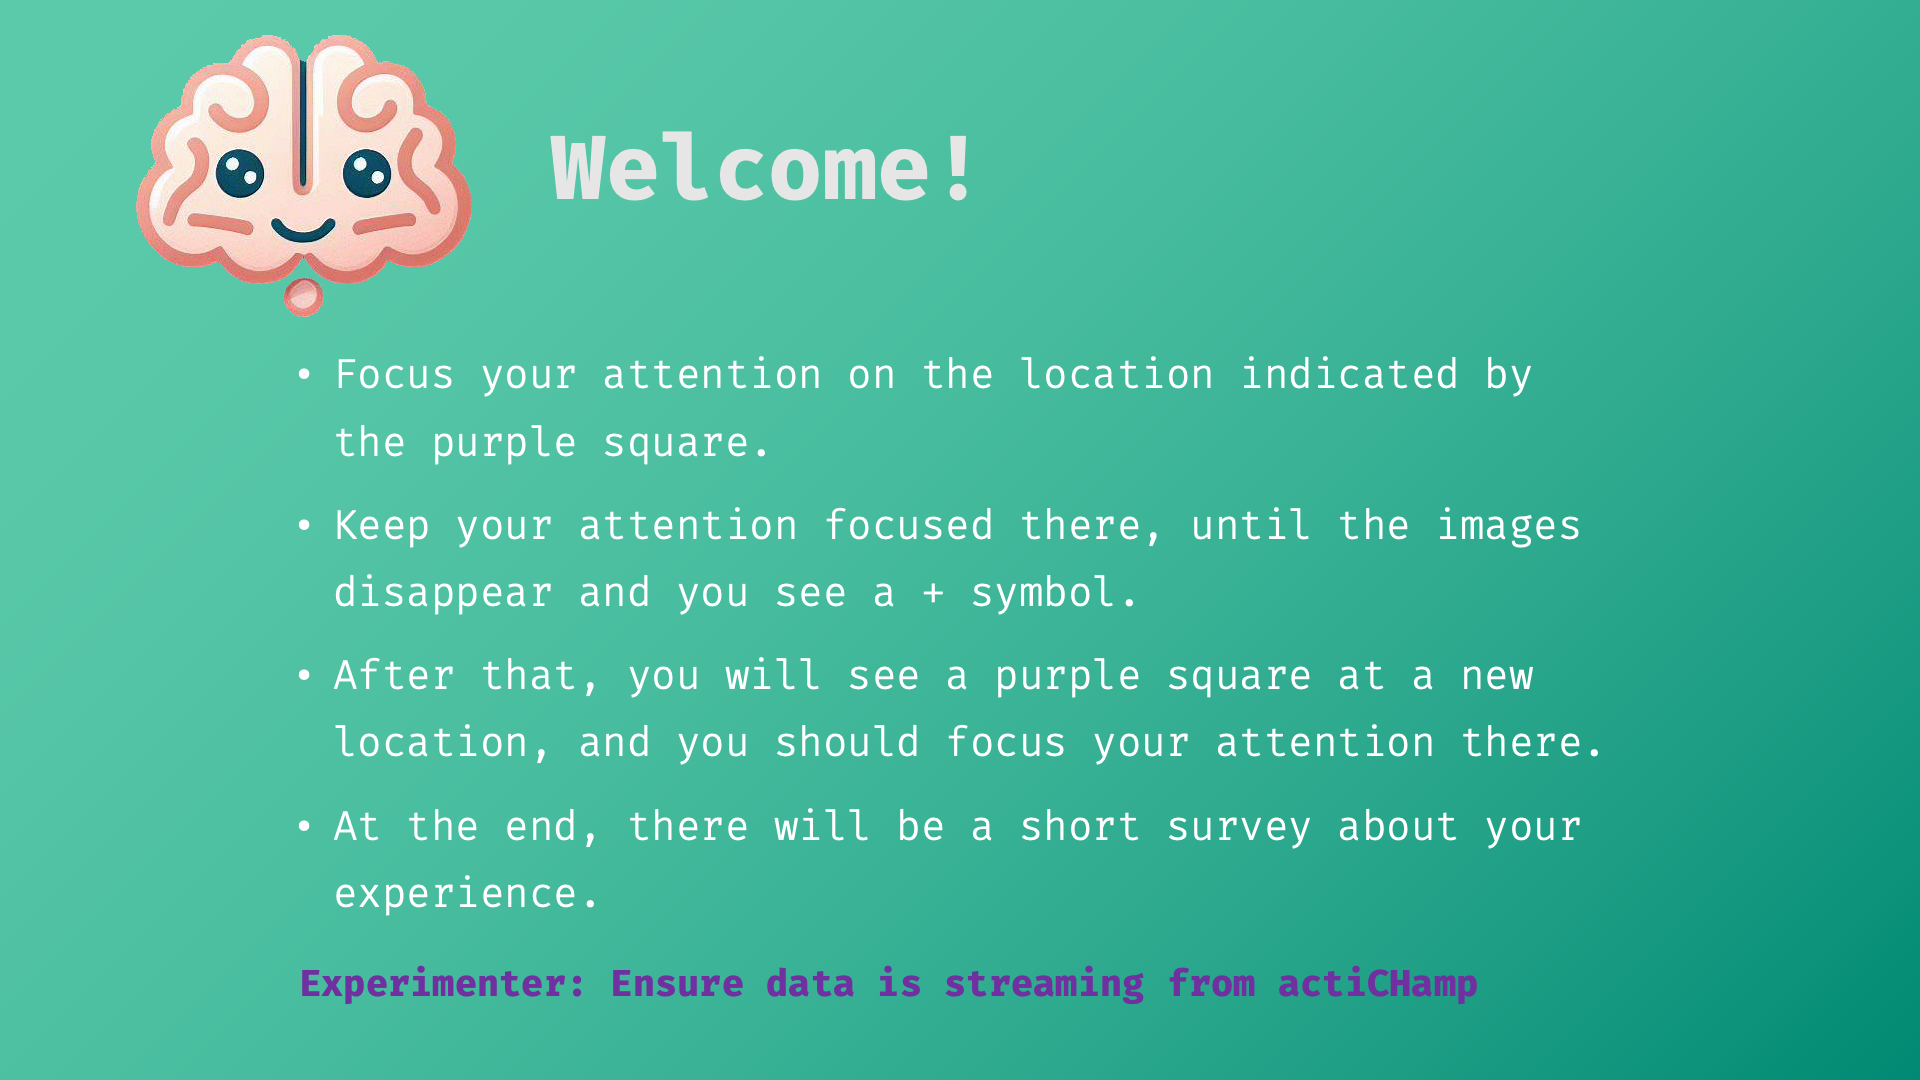 Welcome!
• Focus your attention on the location indicated by
the purple square.
• Keep your attention focused there, until the images
disappear and you see a + symbol.
• After that, you will see a purple square at a new
location, and you should focus your attention there.
• At the end, there will be a short survey about your
experience.
Experimenter: Ensure data is streaming from actiCHamp